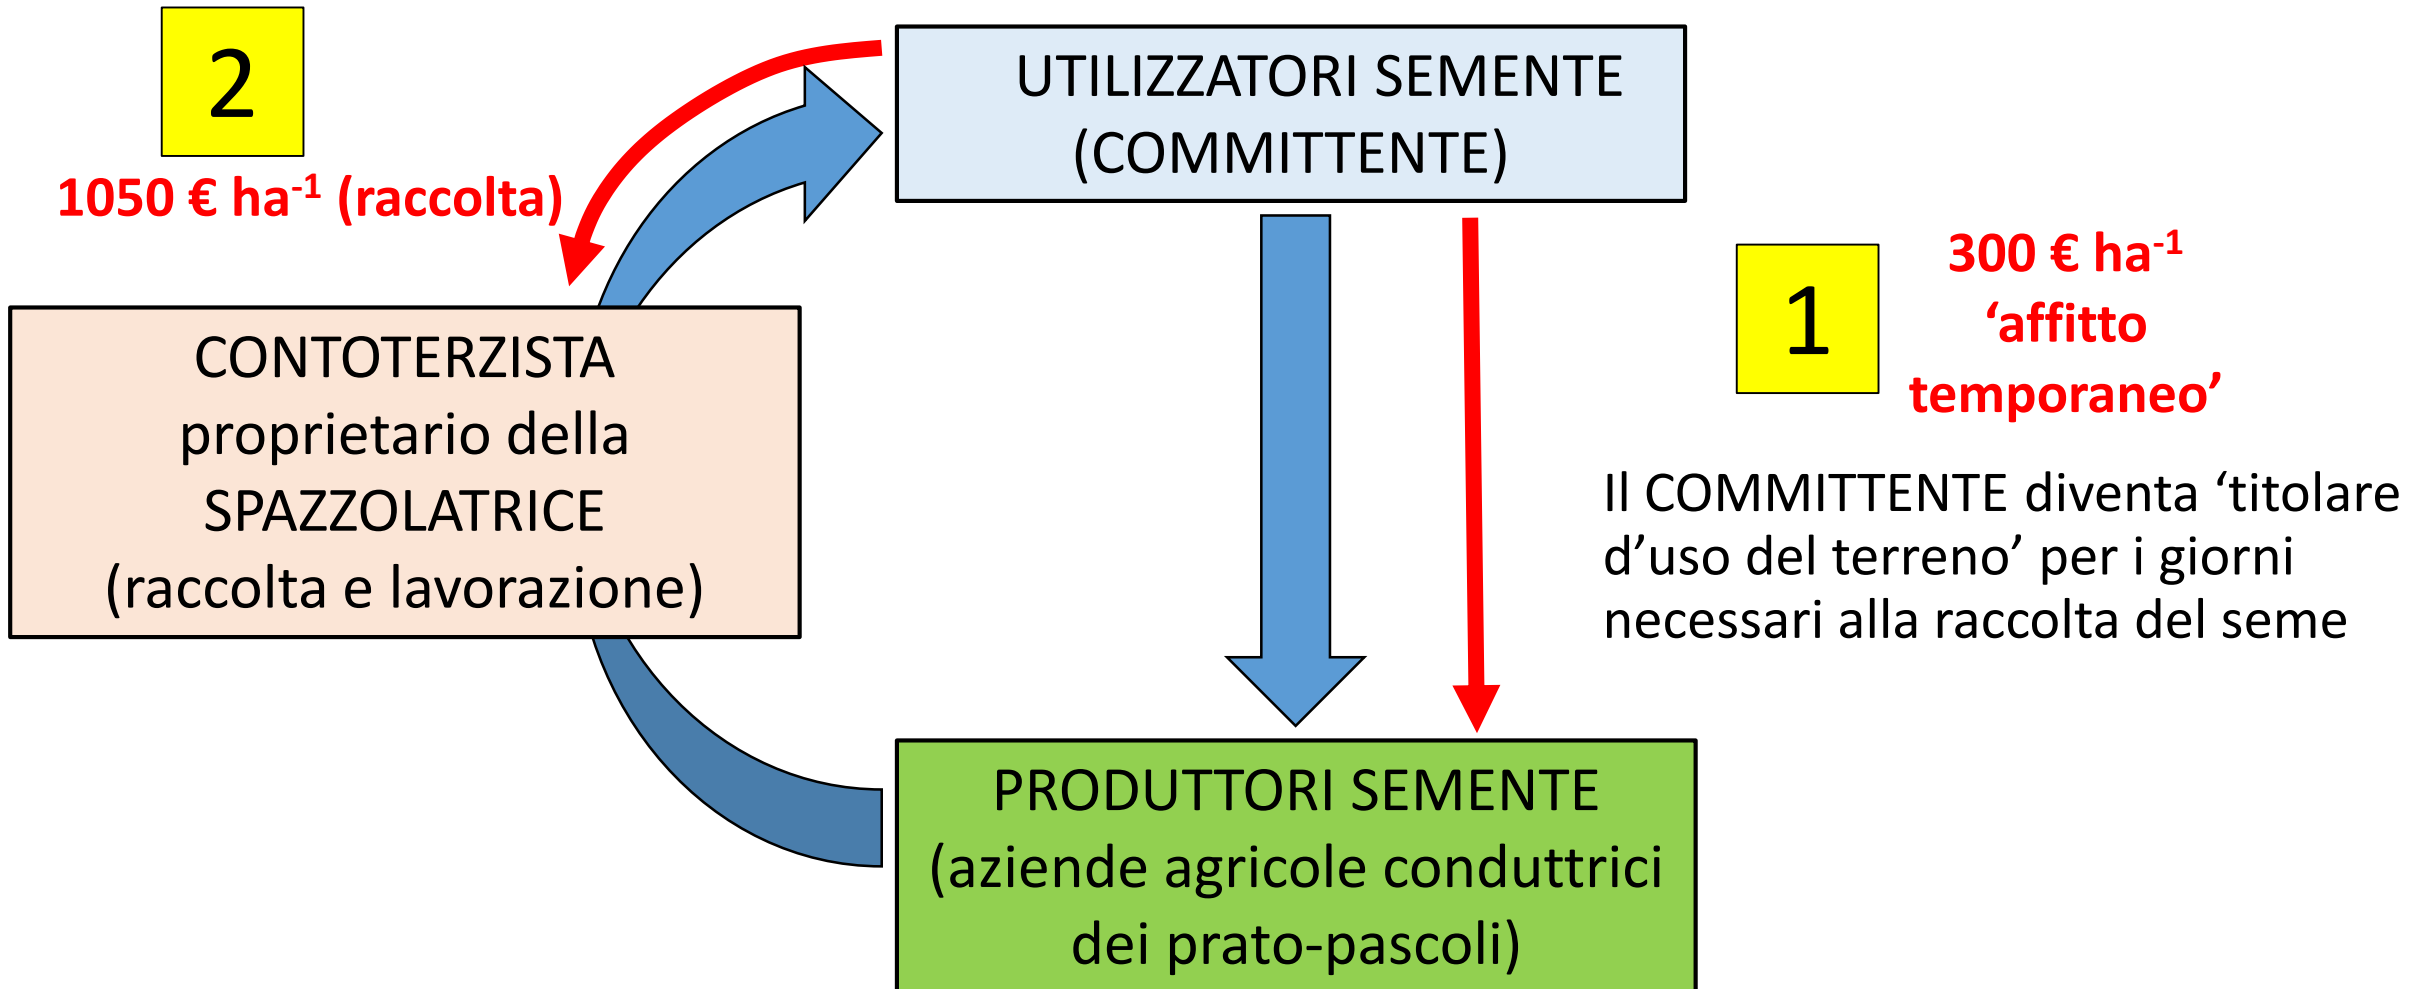 2
1050 € ha⁻¹ (raccolta)
UTILIZZATORI SEMENTE
(COMMITTENTE)
CONTOTERZISTA
proprietario della
SPAZZOLATRICE
(raccolta e lavorazione)
1
300 € ha⁻¹
‘affitto
temporaneo’
Il COMMITTENTE diventa ‘titolare
d’uso del terreno’ per i giorni
necessari alla raccolta del seme
PRODUTTORI SEMENTE
(aziende agricole conduttrici
dei prato-pascoli)